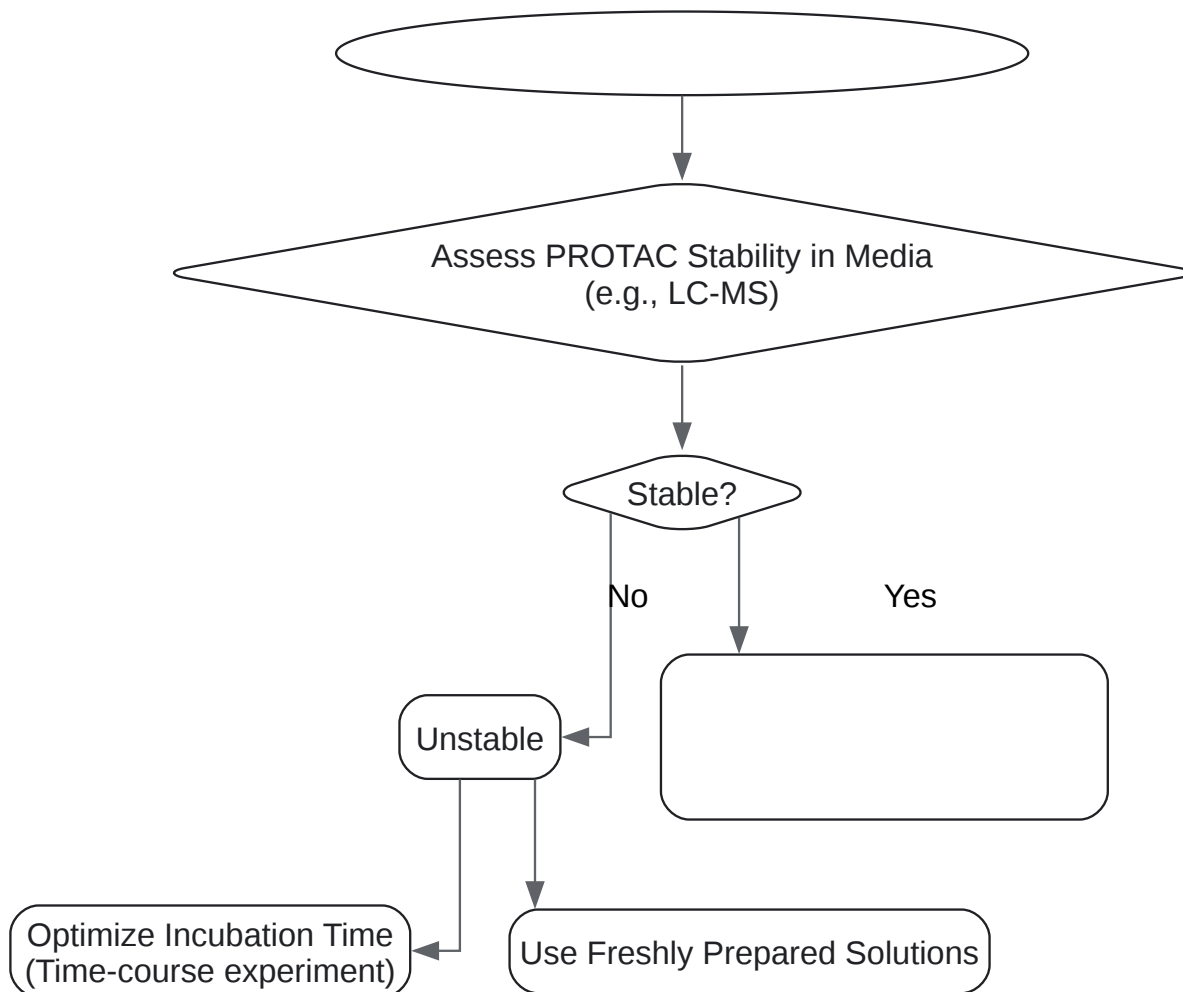 Assess PROTAC Stability in Media
(e.g., LC-MS)
Stable?
No
Yes
Unstable
Optimize Incubation Time
(Time-course experiment)
Use Freshly Prepared Solutions